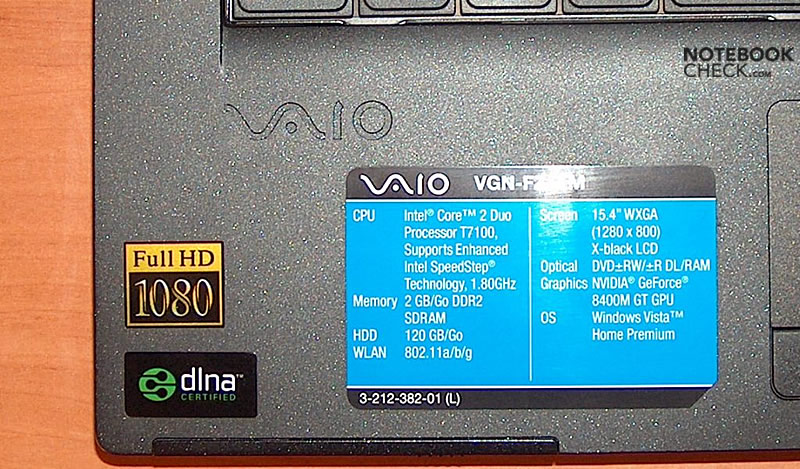 NOTEBOOK
CHECK.COM
VAIO
VAIO
CPU Intel® Core™ 2 Duo
Processor T7100,
Supports Enhanced
Intel SpeedStep®
Technology, 1.80GHz
Memory 2 GB/Go DDR2
SDRAM
HDD 120 GB/Go
WLAN 802.11a/b/g
Screen 15.4" WXGA
(1280 x 800)
X-black LCD
Optical DVD±RW/±R DL/RAM
Graphics NVIDIA® GeForce®
8400M GT GPU
OS Windows Vista™
Home Premium
3-212-382-01 (L)
Full HD
1080
dlna™
CERTIFIED